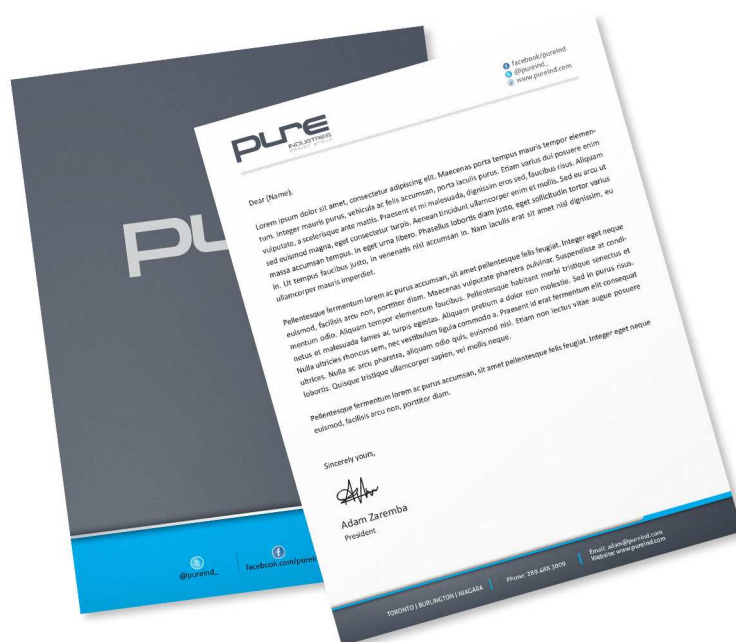 PU
@pureind_
facebook.com/purei
facebook/pureind
@pureind_
www.pureind.com
PURE
INDUSTRIES
Dear [Name],
Lorem ipsum dolor sit amet, consectetur adipiscing elit. Maecenas porta tempus mauris tempor elemen-
tum. Integer mauris purus, vehicula ac felis accumsan, porta iaculis purus. Etiam varius dui posuere enim
vulputate, a scelerisque ante mattis. Praesent et mi malesuada, dignissim eros sed, faucibus risus. Aliquam
sed euismod magna, eget consectetur turpis. Aenean tincidunt ullamcorper enim et mollis. Sed eu arcu ut
massa accumsan tempus. In eget urna libero. Phasellus lobortis diam justo, eget sollicitudin tortor varius
in. Ut tempus faucibus justo, in venenatis nisl accumsan in. Nam iaculis erat sit amet nisl dignissim, eu
ullamcorper mauris imperdiet.
Pellentesque fermentum lorem ac purus accumsan, sit amet pellentesque felis feugiat. Integer eget neque
euismod, facilisis arcu non, porttitor diam. Maecenas vulputate pharetra pulvinar. Suspendisse at condi-
mentum odio. Aliquam tempor elementum faucibus. Pellentesque habitant morbi tristique senectus et
netus et malesuada fames ac turpis egestas. Aliquam pretium a dolor non molestie. Sed in purus risus.
Nulla ultricies rhoncus sem, nec vestibulum ligula commodo a. Praesent id erat fermentum elit consequat
ultrices. Nulla ac arcu pharetra, aliquam odio quis, euismod nisl. Etiam non lectus vitae augue posuere
lobortis. Quisque tristique ullamcorper sapien, vel mollis neque.
Pellentesque fermentum lorem ac purus accumsan, sit amet pellentesque felis feugiat. Integer eget neque
euismod, facilisis arcu non, porttitor diam.
Sincerely yours,
Adam Zaremba
President
TORONTO | BURLINGTON | NIAGARA
Phone: 289.488.1009
Email: adam@pureind.com
Website: www.pureind.com